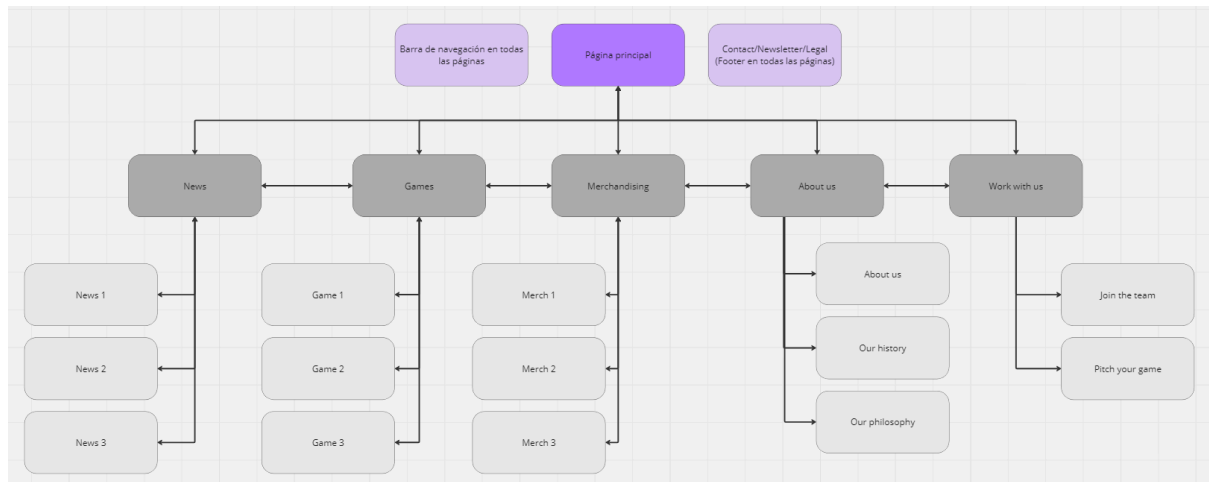 Barra de navegación en todas
las páginas
Página principal
Contact/Newsletter/Legal
(Footer en todas las páginas)
News
Games
Merchandising
About us
Work with us
News 1
Game 1
Merch 1
About us
Join the team
News 2
Game 2
Merch 2
Our history
Pitch your game
News 3
Game 3
Merch 3
Our philosophy